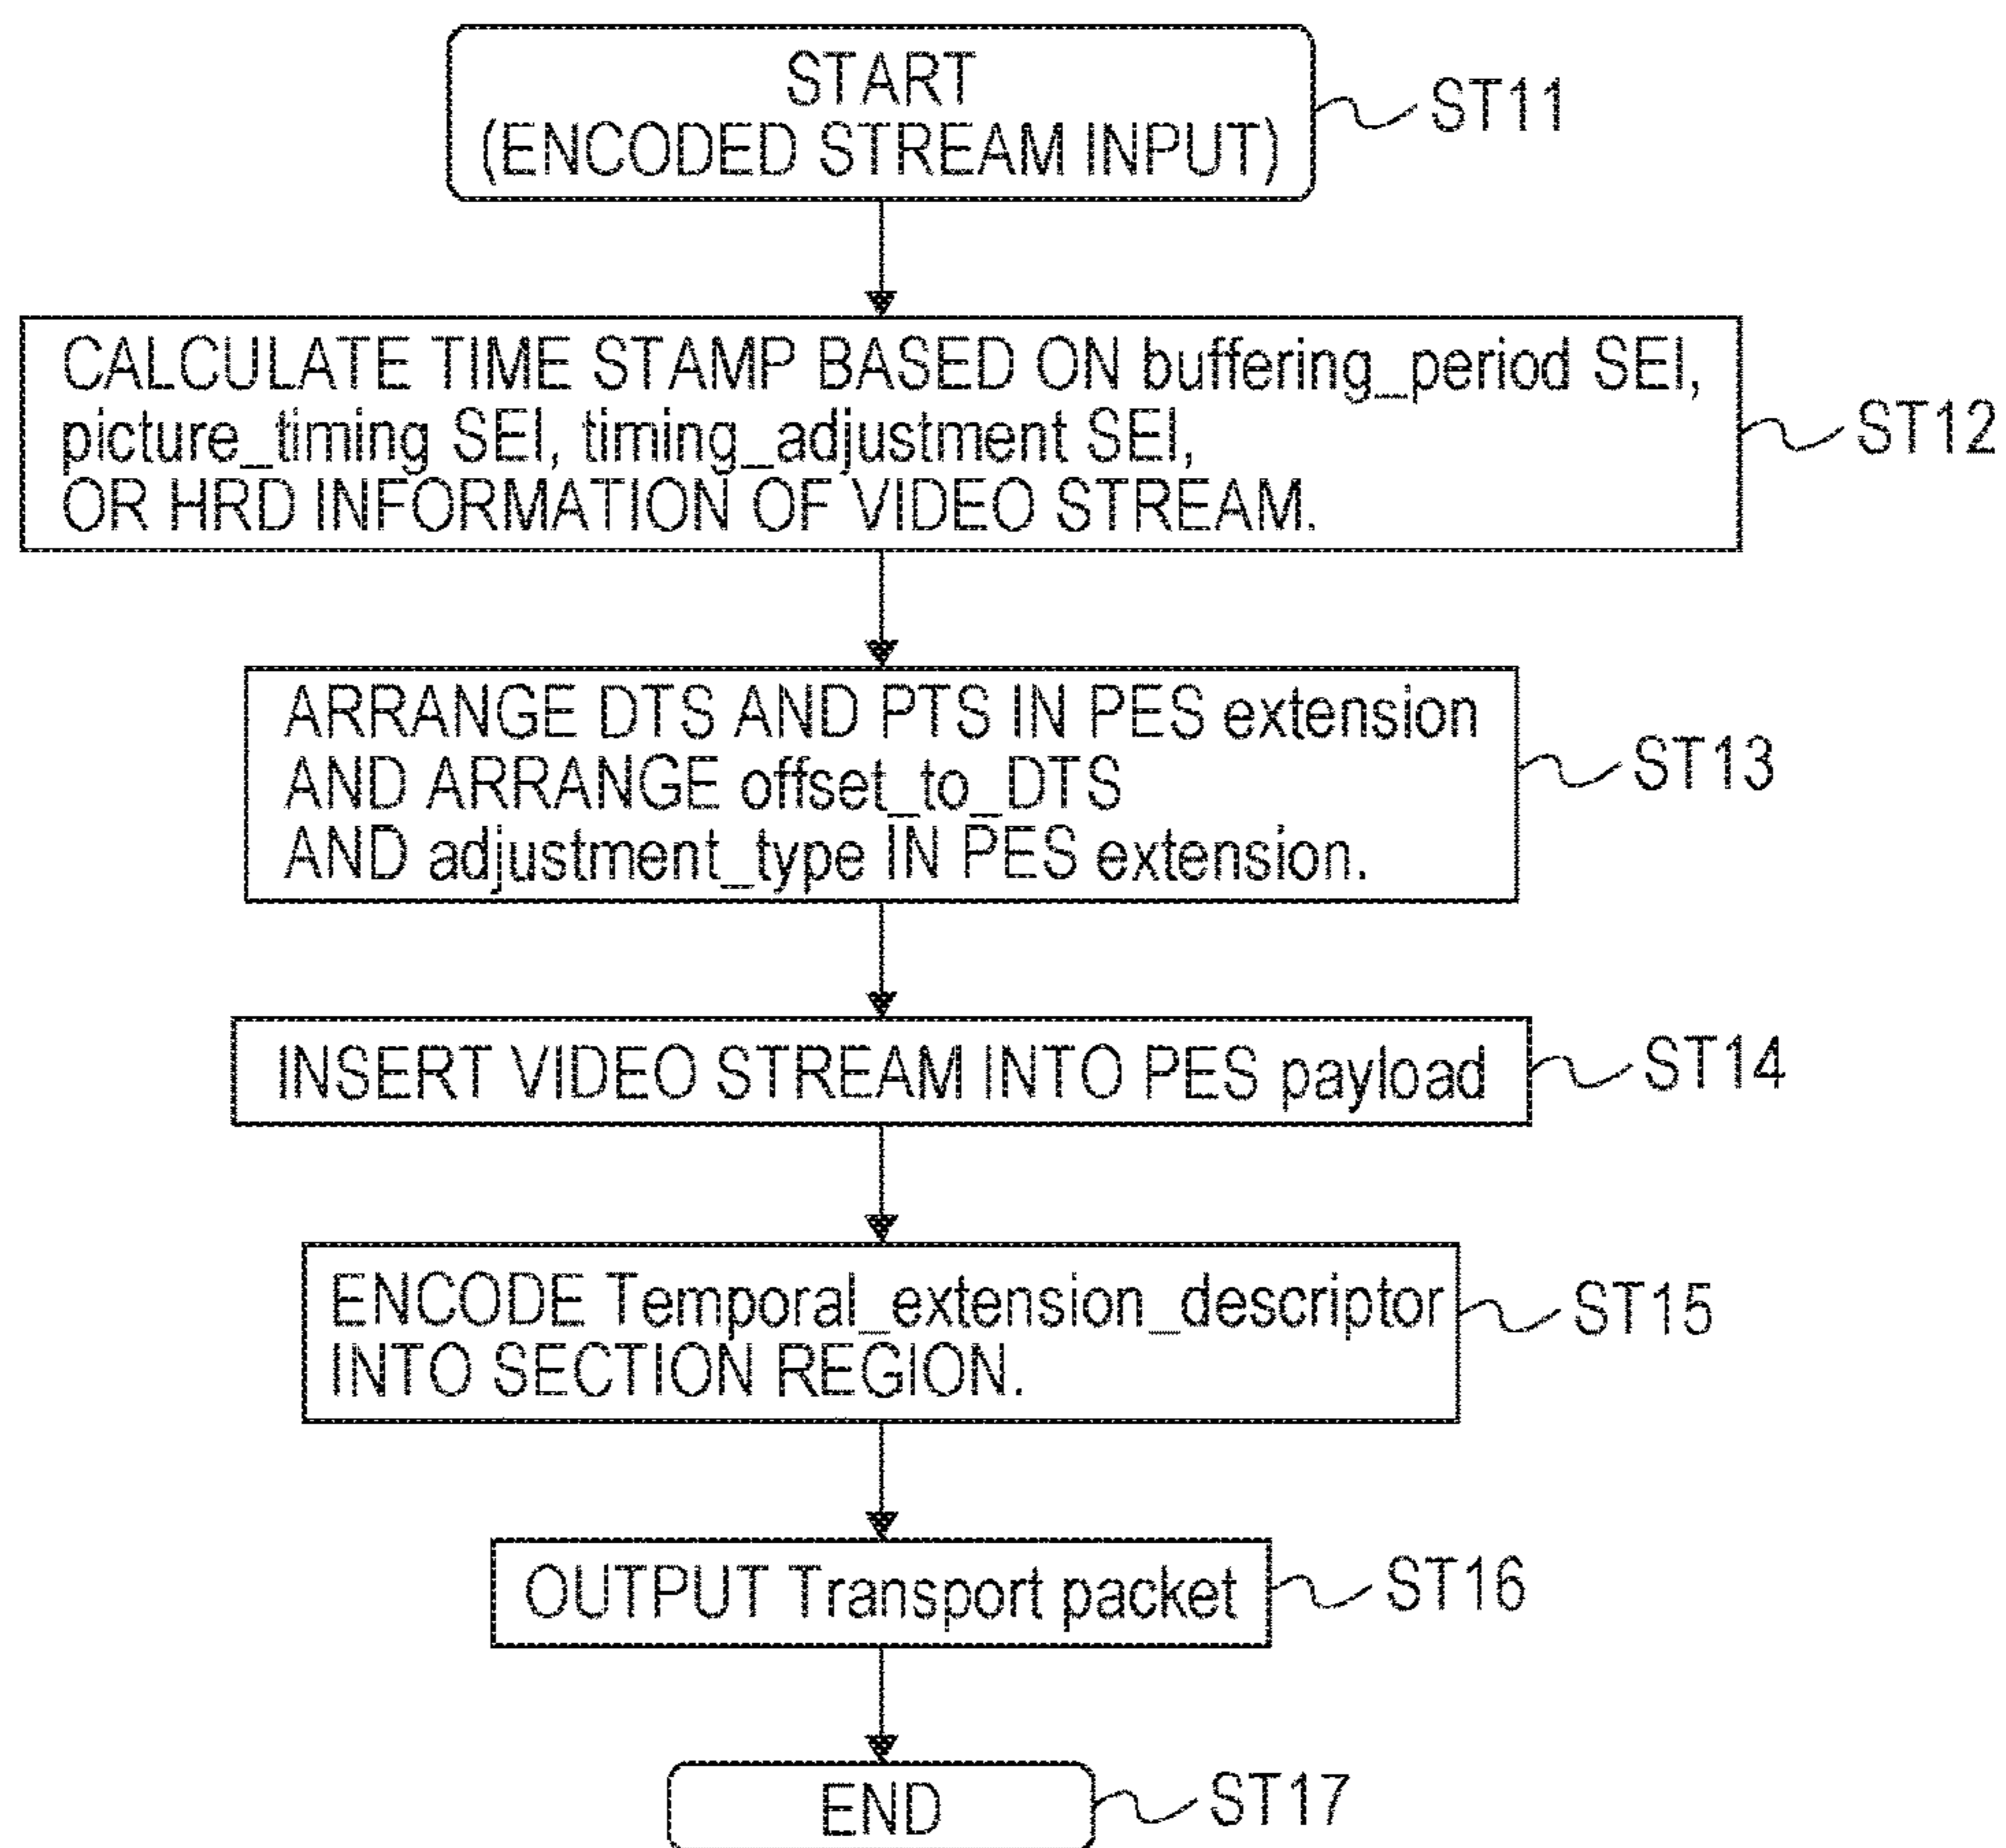 START
(ENCODED STREAM INPUT)
ST11
CALCULATE TIME STAMP BASED ON buffering_period SEI,
picture_timing SEI, timing_adjustment SEI,
OR HRD INFORMATION OF VIDEO STREAM.
ST12
ARRANGE DTS AND PTS IN PES extension
AND ARRANGE offset_to_DTS
AND adjustment_type IN PES extension.
ST13
INSERT VIDEO STREAM INTO PES payload
ST14
ENCODE Temporal_extension_descriptor
INTO SECTION REGION.
ST15
OUTPUT Transport packet
ST16
END
ST17